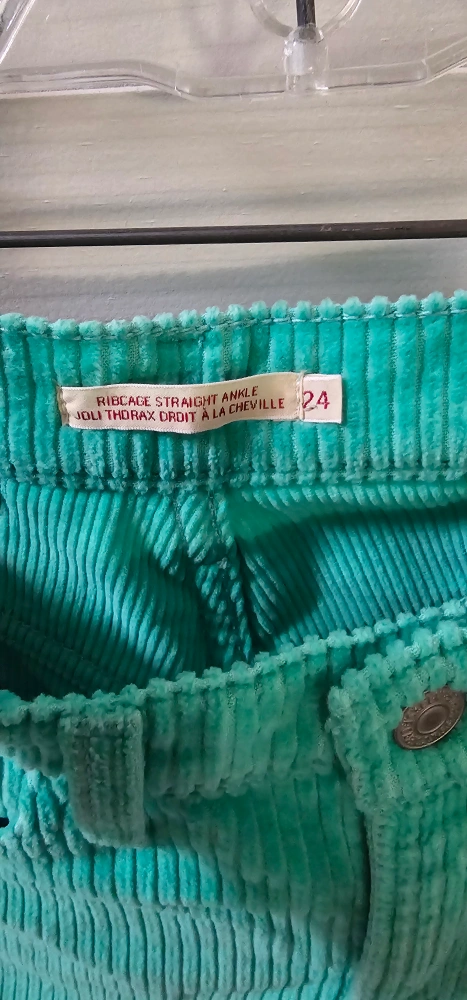 RIBCAGE STRAIGHT ANKLE
JOLI THORAX DROIT À LA CHEVILLE
24